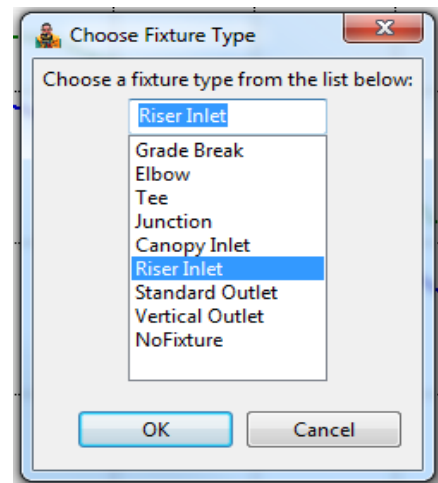 Choose Fixture Type
Choose a fixture type from the list below:
Riser Inlet
Grade Break
Elbow
Tee
Junction
Canopy Inlet
Riser Inlet
Standard Outlet
Vertical Outlet
NoFixture
OK Cancel